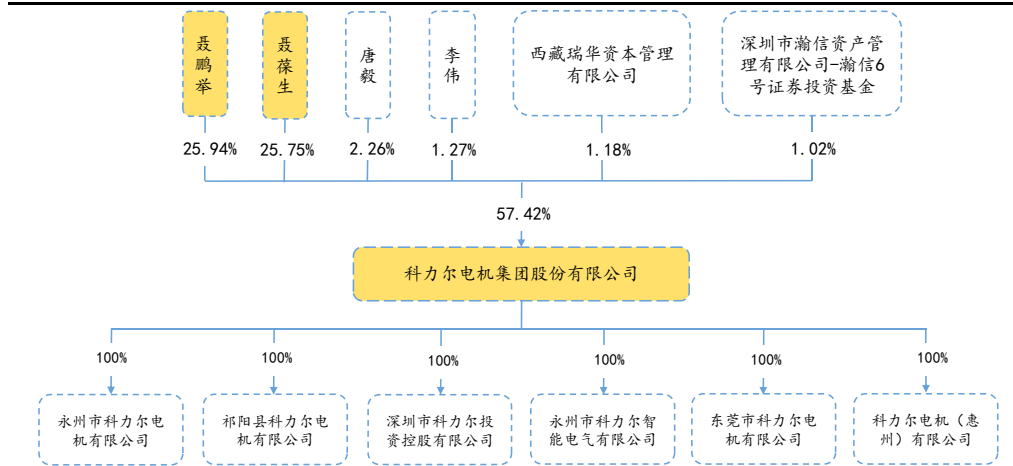 聂
鹏
举
聂
葆
生
唐
毅
李
伟
西藏瑞华资本管理
有限公司
深圳市瀚信资产管
理有限公司-瀚信6
号证券投资基金
25.94%
25.75%
2.26%
1.27%
1.18%
1.02%
57.42%
科力尔电机集团股份有限公司
100%
100%
100%
100%
100%
100%
永州市科力尔电
机有限公司
祁阳县科力尔电
机有限公司
深圳市科力尔投
资控股有限公司
永州市科力尔智
能电气有限公司
东莞市科力尔电
机有限公司
科力尔电机（惠
州）有限公司